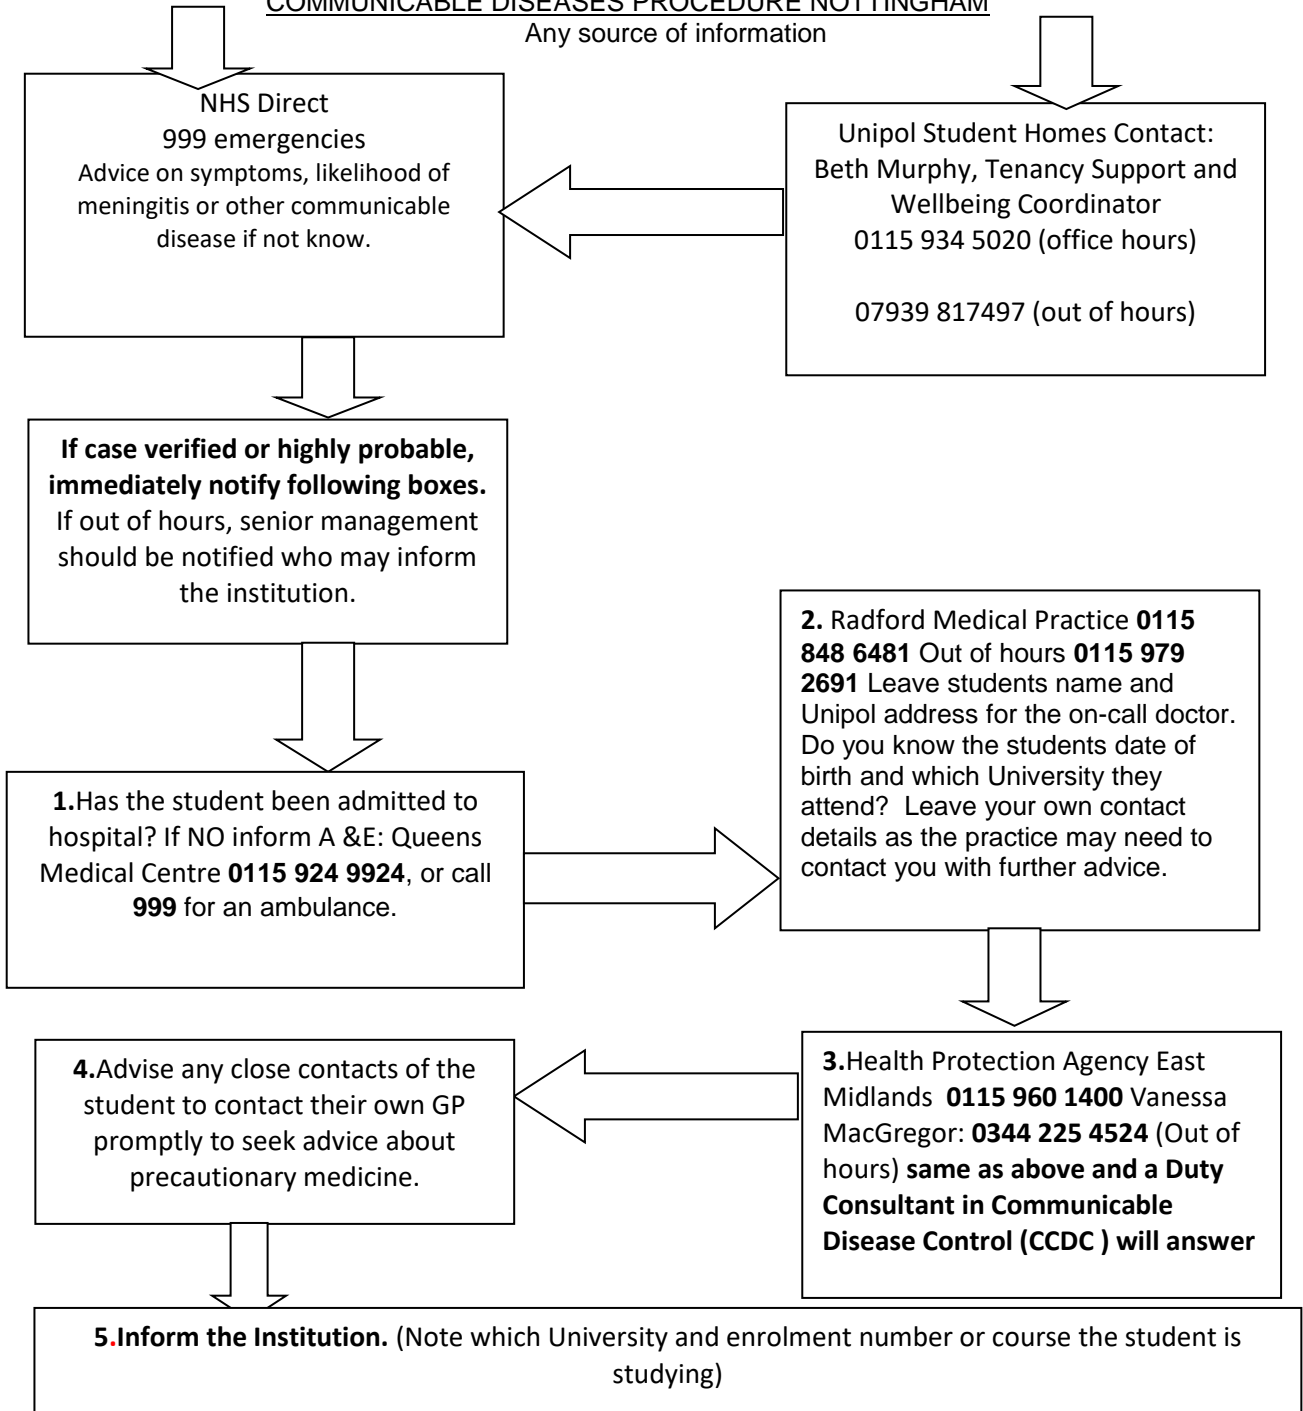 COMMUNICABLE DISEASES PROCEDURE NOTTINGHAM
Any source of information
NHS Direct
999 emergencies
Advice on symptoms, likelihood of
meningitis or other communicable
disease if not know.
Unipol Student Homes Contact:
Beth Murphy, Tenancy Support and
Wellbeing Coordinator
0115 934 5020 (office hours)
07939 817497 (out of hours)
If case verified or highly probable,
immediately notify following boxes.
If out of hours, senior management
should be notified who may inform
the institution.
1.Has the student been admitted to
hospital? If NO inform A &E: Queens
Medical Centre 0115 924 9924, or call
999 for an ambulance.
2. Radford Medical Practice 0115
848 6481 Out of hours 0115 979
2691 Leave students name and
Unipol address for the on-call doctor.
Do you know the students date of
birth and which University they
attend? Leave your own contact
details as the practice may need to
contact you with further advice.
3.Health Protection Agency East
Midlands 0115 960 1400 Vanessa
MacGregor: 0344 225 4524 (Out of
hours) same as above and a Duty
Consultant in Communicable
Disease Control (CCDC ) will answer
4.Advise any close contacts of the
student to contact their own GP
promptly to seek advice about
precautionary medicine.
5.Inform the Institution. (Note which University and enrolment number or course the student is
studying)